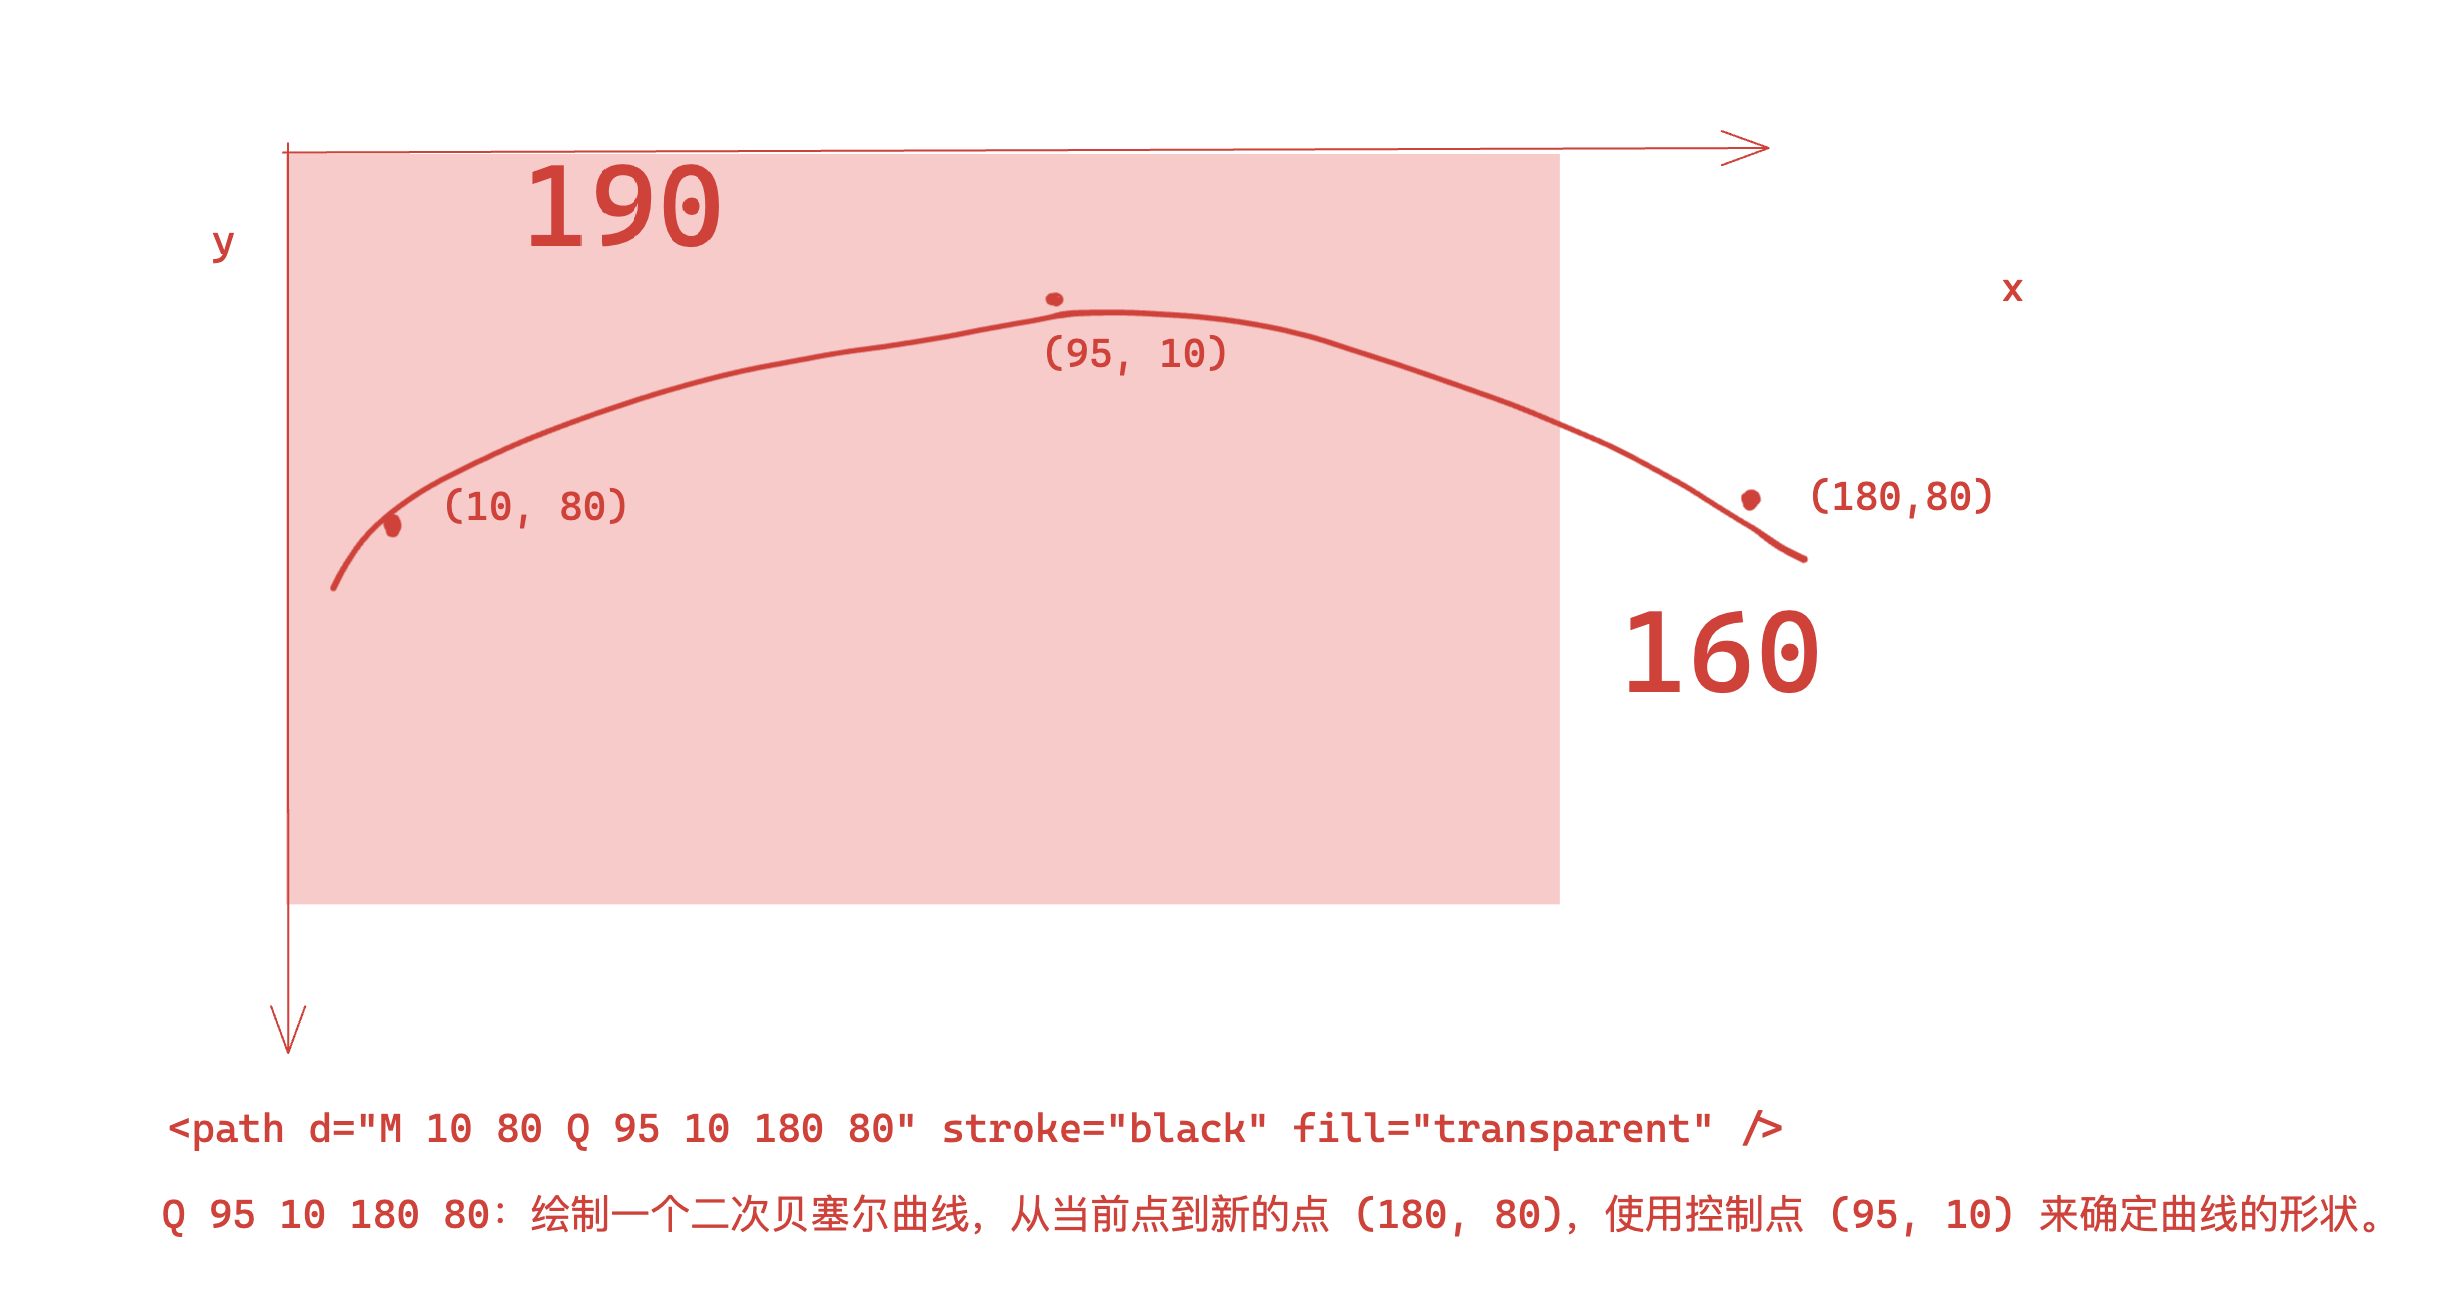 190
y
x
(95, 10)
(10, 80)
(180,80)
160
<path d="M 10 80 Q 95 10 180 80" stroke="black" fill="transparent" />
Q 95 10 180 80：绘制一个二次贝塞尔曲线，从当前点到新的点 (180, 80)，使用控制点 (95, 10) 来确定曲线的形状。